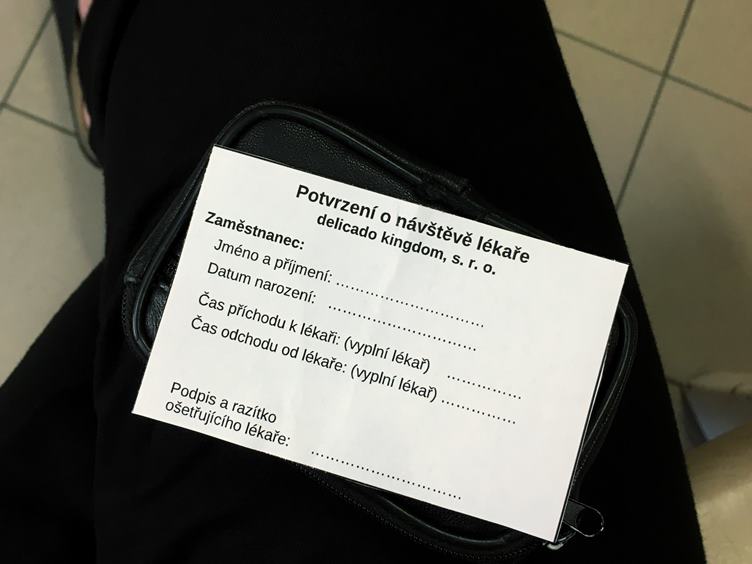 Potvrzení o návštěvě lékaře
delicado kingdom, s. r. o.
Zaměstnanec:
Jméno a příjmení: ................................
Datum narození: ................................
Čas příchodu k lékaři: (vyplní lékař) ................
Čas odchodu od lékaře: (vyplní lékař) ................
Podpis a razítko
ošetřujícího lékaře: ................................